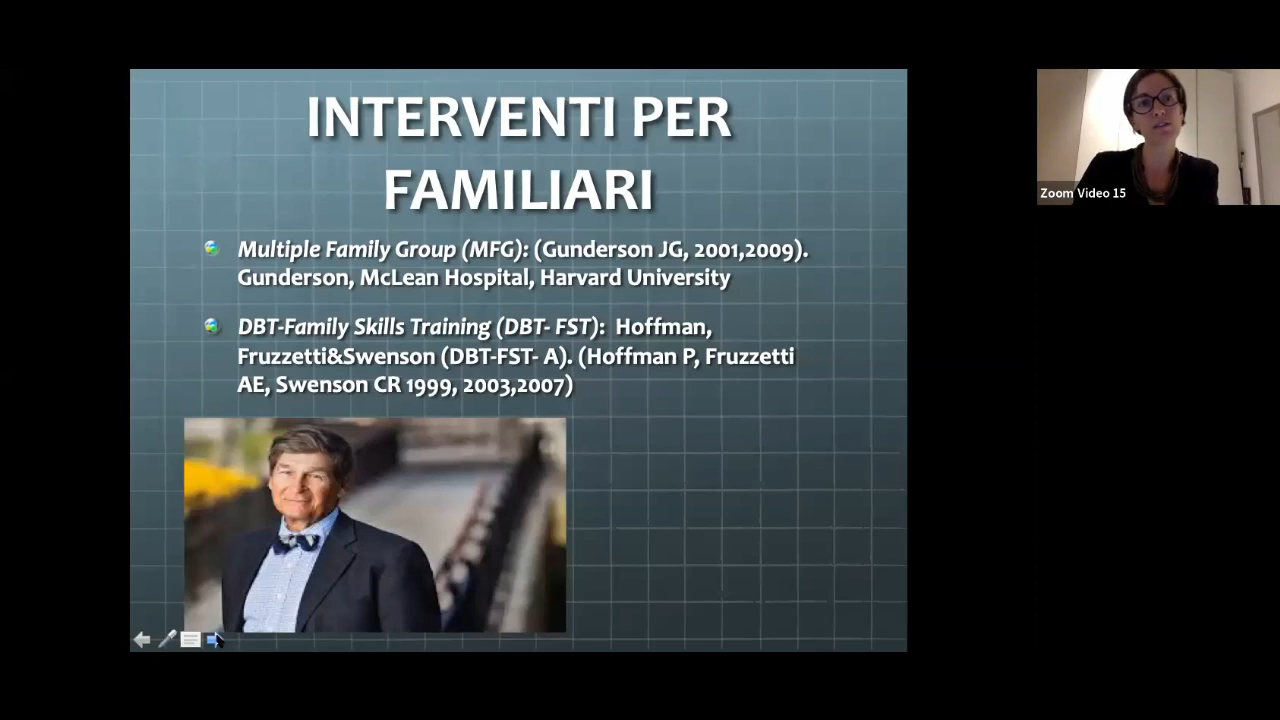 INTERVENTI PER
FAMILIARI
Multiple Family Group (MFG): (Gunderson JG, 2001,2009).
Gunderson, McLean Hospital, Harvard University
DBT-Family Skills Training (DBT- FST): Hoffman,
Fruzzetti&Swenson (DBT-FST- A). (Hoffman P, Fruzzetti
AE, Swenson CR 1999, 2003,2007)
Zoom Video 15